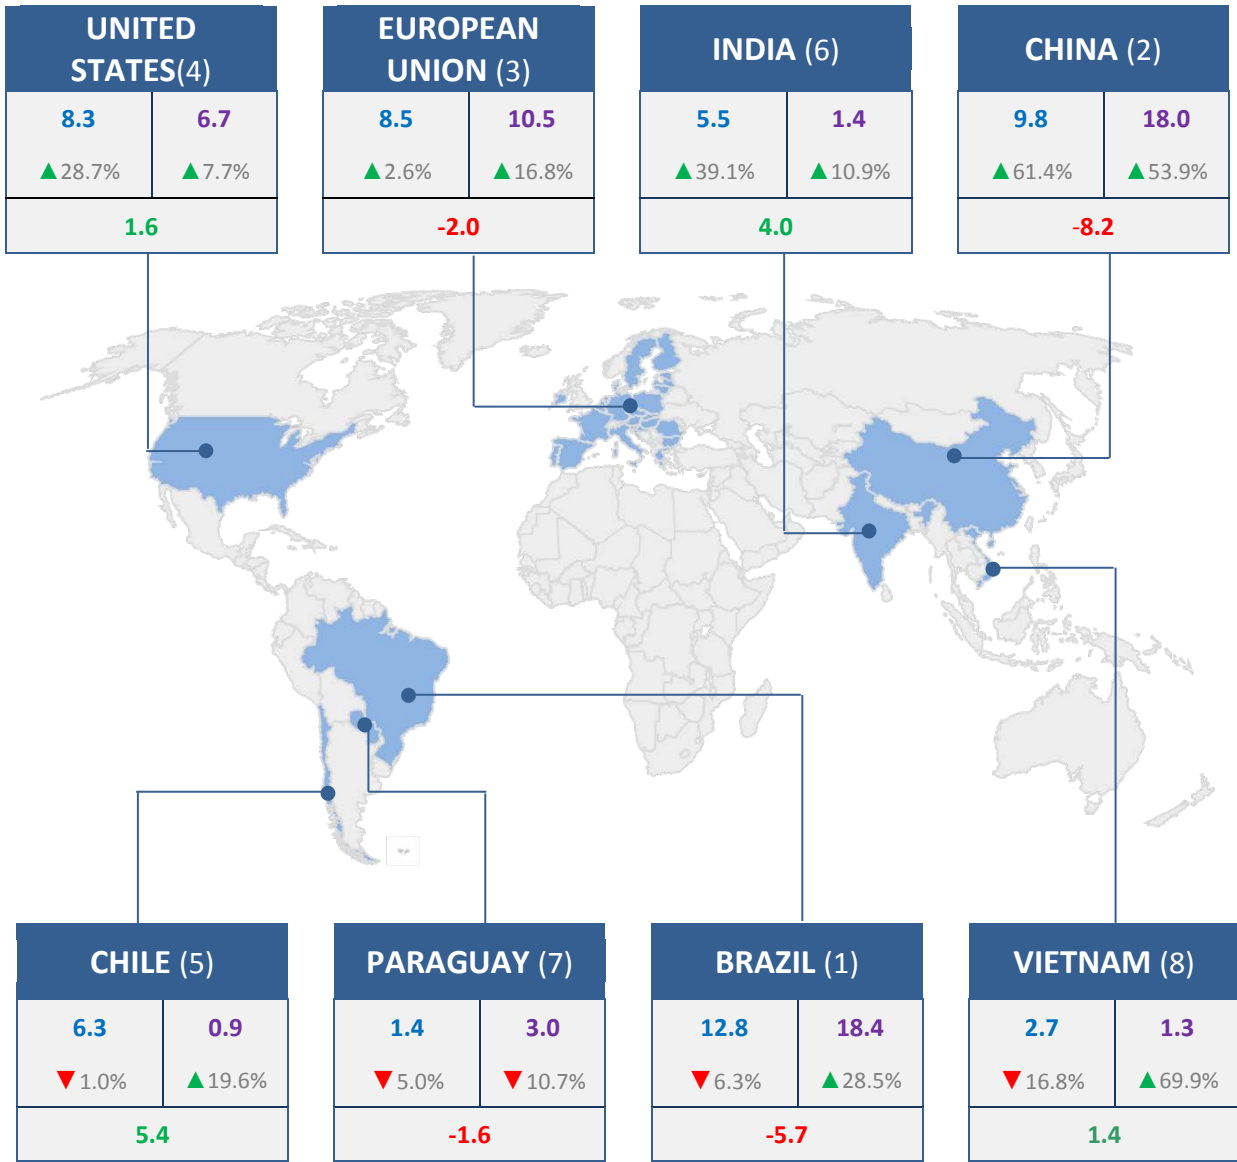 UNITED
STATES(4)
8.3 6.7
▲28.7% ▲7.7%
1.6
EUROPEAN
UNION (3)
8.5 10.5
▲2.6% ▲16.8%
-2.0
INDIA (6)
5.5 1.4
▲39.1% ▲10.9%
4.0
CHINA (2)
9.8 18.0
▲61.4% ▲53.9%
-8.2
CHILE (5)
6.3 0.9
▼1.0% ▲19.6%
5.4
PARAGUAY (7)
1.4 3.0
▼5.0% ▼10.7%
-1.6
BRAZIL (1)
12.8 18.4
▼6.3% ▲28.5%
-5.7
VIETNAM (8)
2.7 1.3
▼16.8% ▲69.9%
1.4